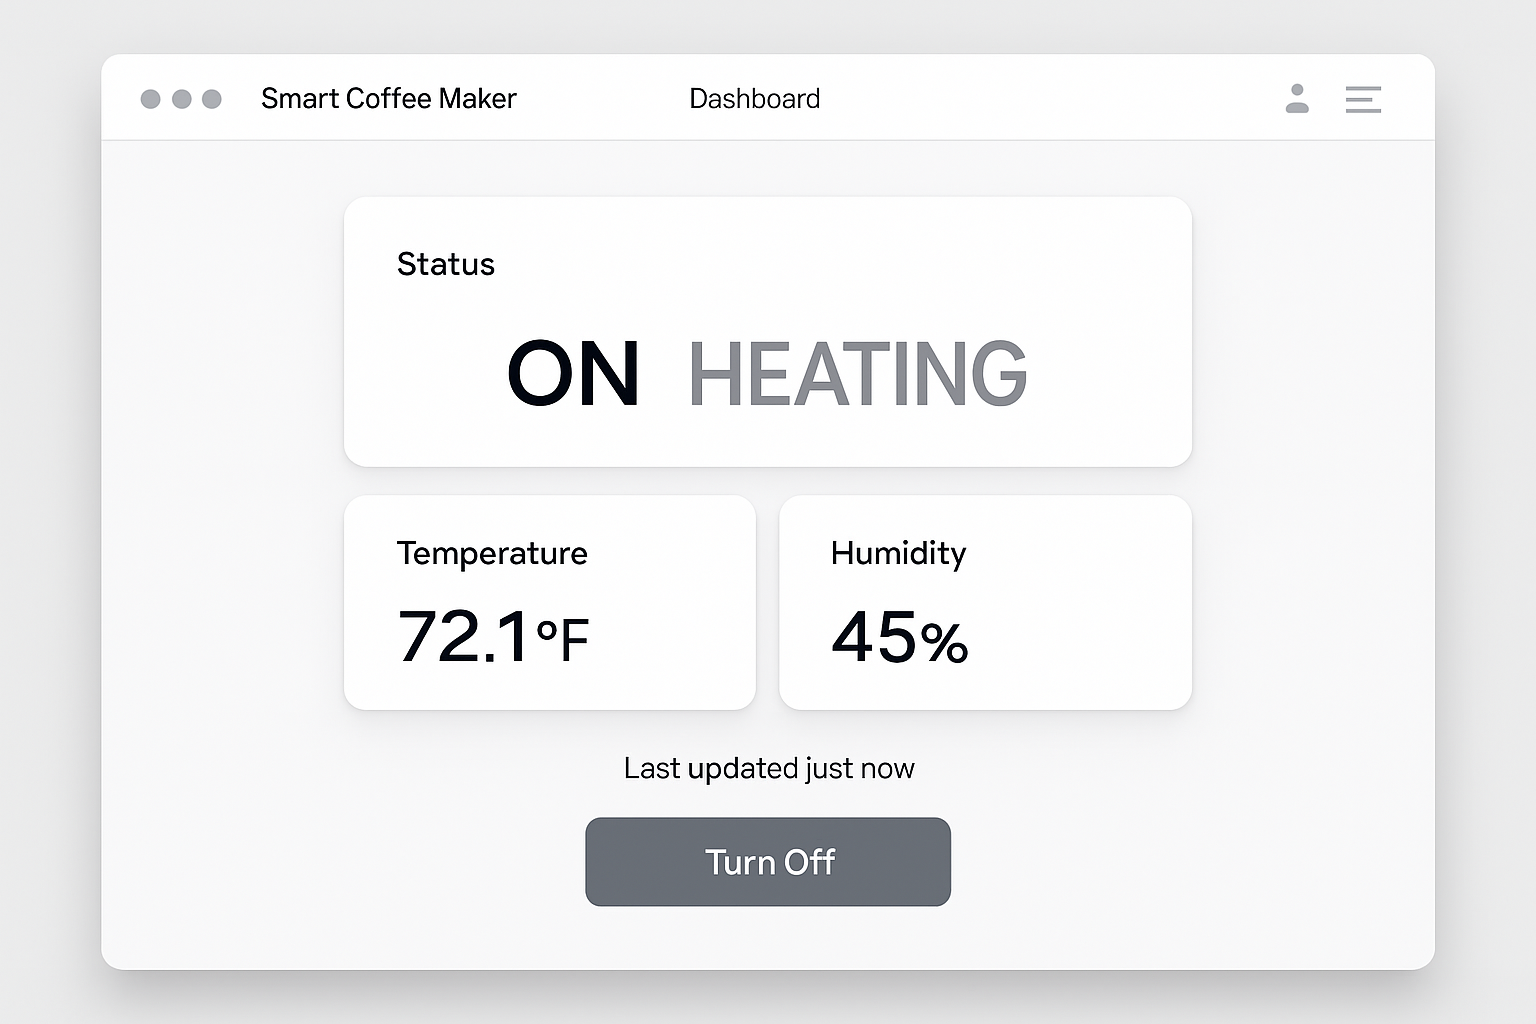 Smart Coffee Maker Dashboard
Status
ON HEATING
Temperature
72.1°F
Humidity
45%
Last updated just now
Turn Off